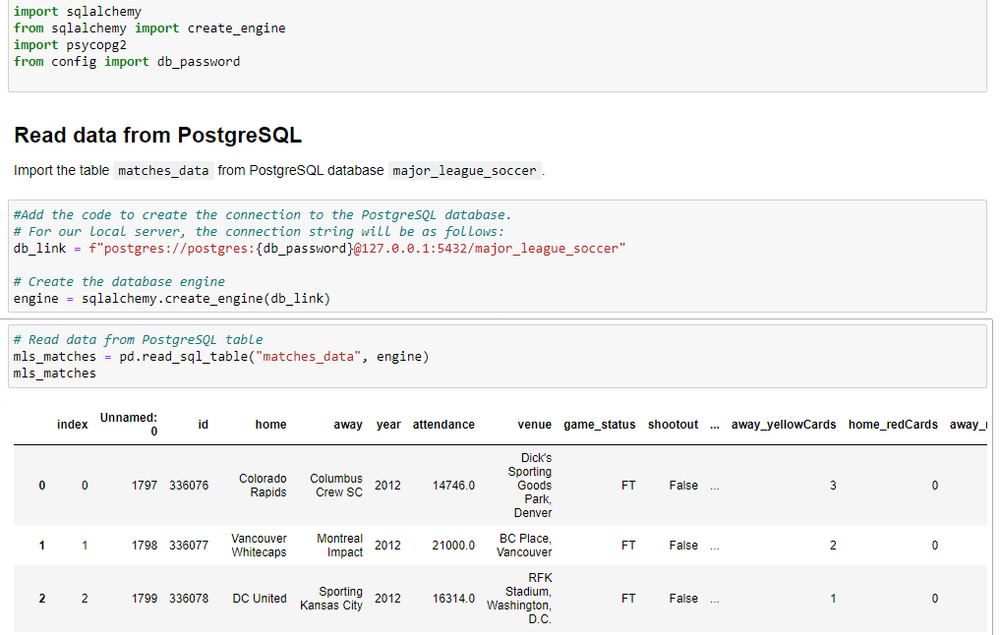 import sqlalchemy
from sqlalchemy import create_engine
import psycopg2
from config import db_password
Read data from PostgreSQL
Import the table matches_data from PostgreSQL database major_league_soccer .
#Add the code to create the connection to the PostgreSQL database.
# For our local server, the connection string will be as follows:
db_link = f"postgres://postgres:{db_password}@127.0.0.1:5432/major_league_soccer"
# Create the database engine
engine = sqlalchemy.create_engine(db_link)
# Read data from PostgreSQL table
mls_matches = pd.read_sql_table("matches_data", engine)
mls_matches
index Unnamed: 0 id home away year attendance venue game_status shootout ... away_yellowCards home_redCards
0 0 1797 336076 Colorado Rapids Columbus Crew SC 2012 14746.0 Dick's Sporting Goods Park, Denver FT False ... 3 0
1 1 1798 336077 Vancouver Whitecaps Montreal Impact 2012 21000.0 BC Place, Vancouver FT False ... 2 0
2 2 1799 336078 DC United Sporting Kansas City 2012 16314.0 RFK Stadium, Washington, D.C. FT False ... 1 0